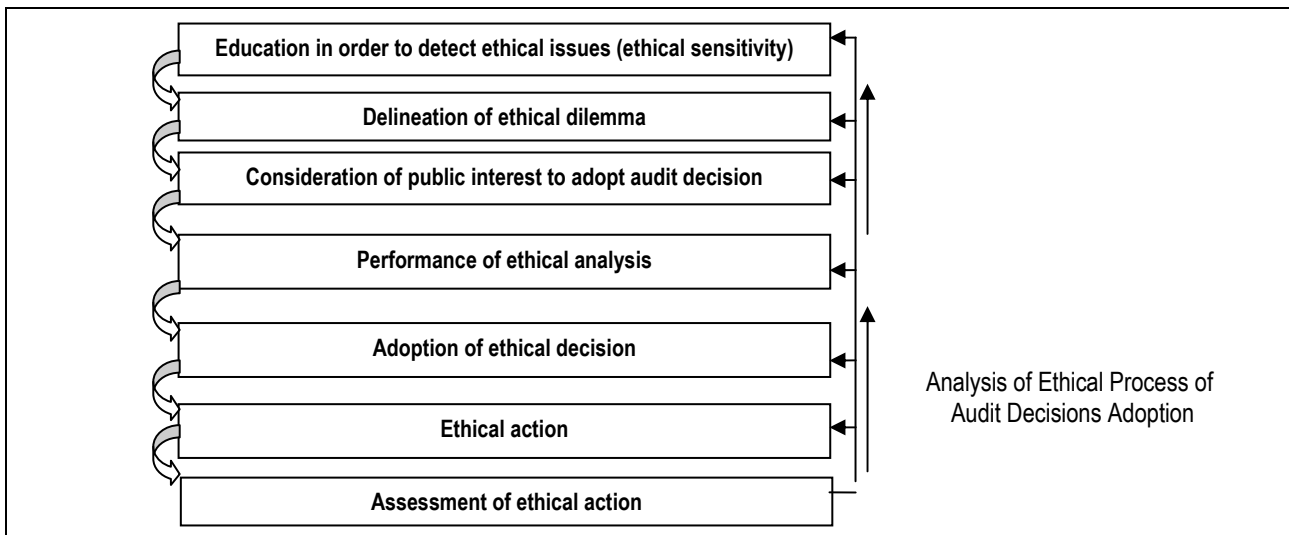 Education in order to detect ethical issues (ethical sensitivity)
Delineation of ethical dilemma
Consideration of public interest to adopt audit decision
Performance of ethical analysis
Adoption of ethical decision
Analysis of Ethical Process of
Audit Decisions Adoption
Ethical action
Assessment of ethical action